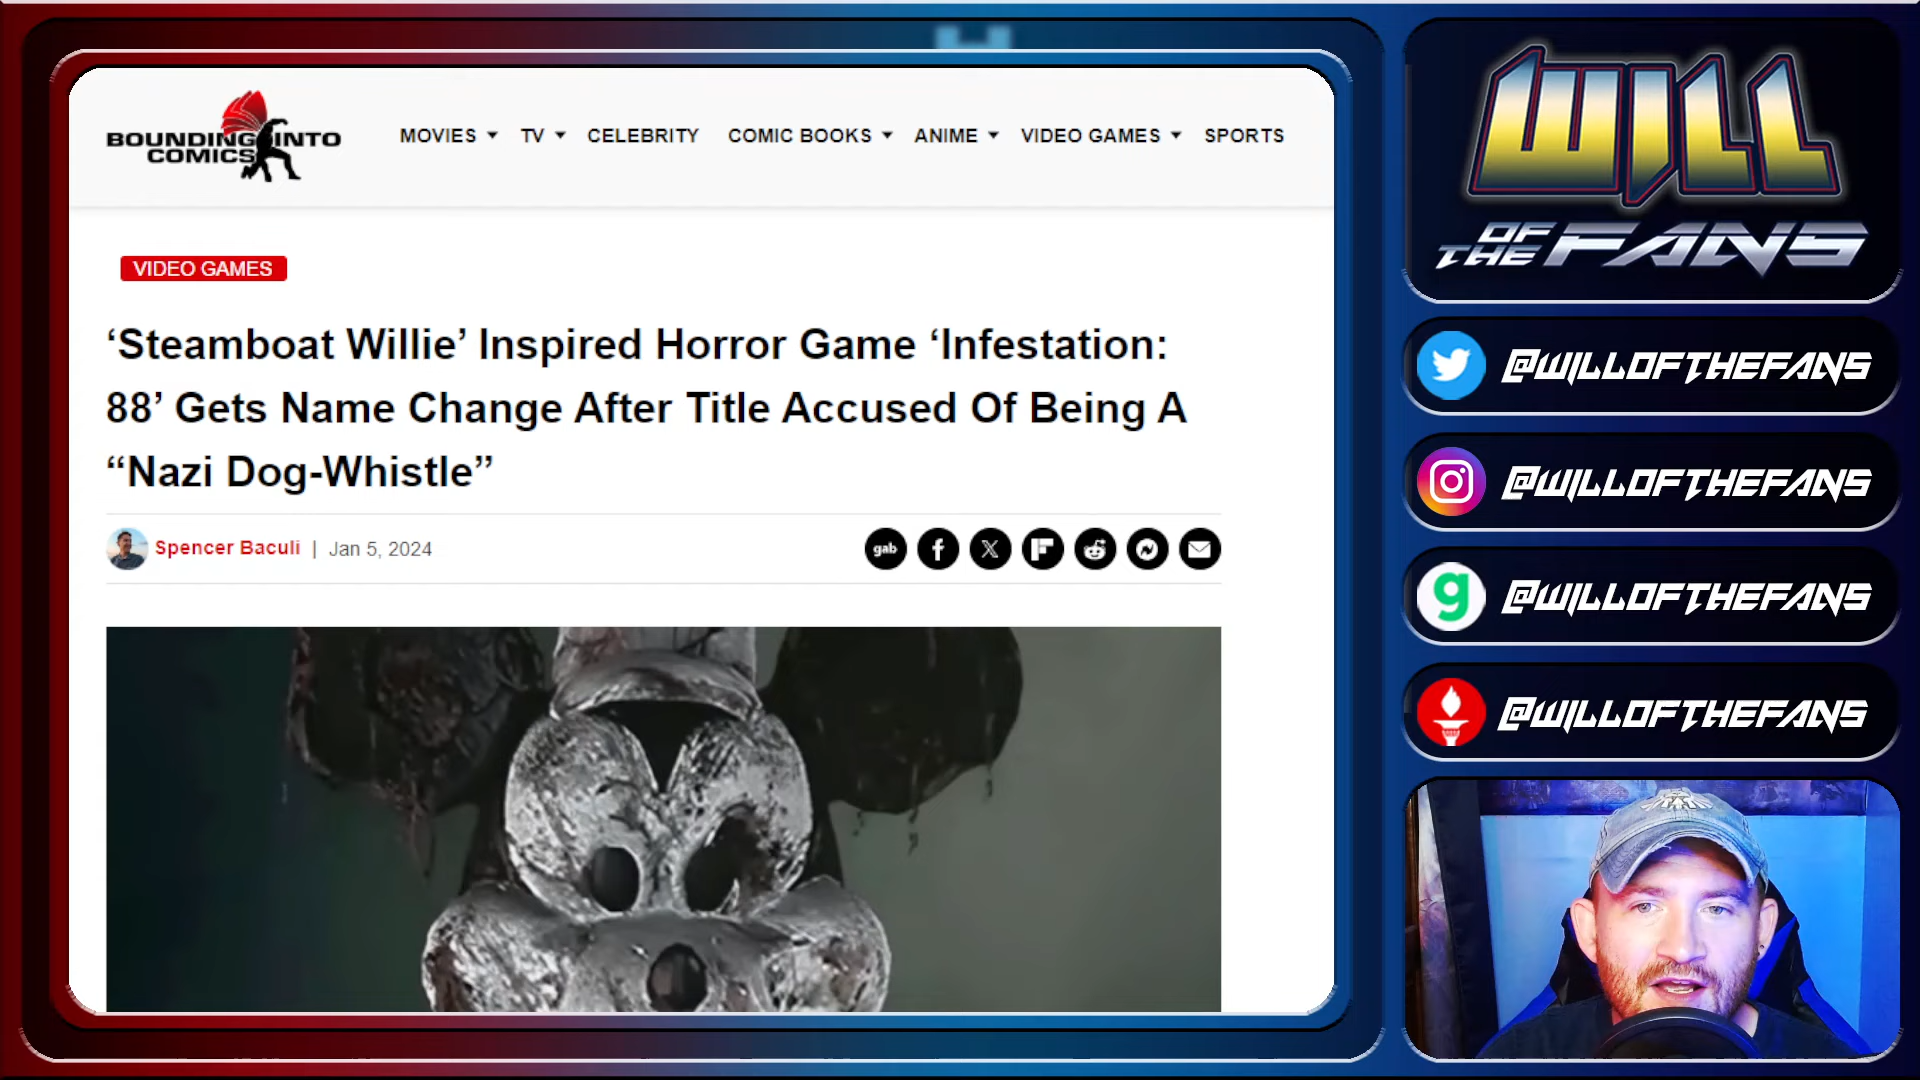 BOUNDING INTO
COMICS
MOVIES TV CELEBRITY COMIC BOOKS ANIME VIDEO GAMES SPORTS
VIDEO GAMES
‘Steamboat Willie’ Inspired Horror Game ‘Infestation:
88’ Gets Name Change After Title Accused Of Being A
“Nazi Dog-Whistle”
Spencer Baculi | Jan 5, 2024
gab
WILL
OF THE FANS
@WILLOFTHEFANS
@WILLOFTHEFANS
g
@WILLOFTHEFANS
@WILLOFTHEFANS